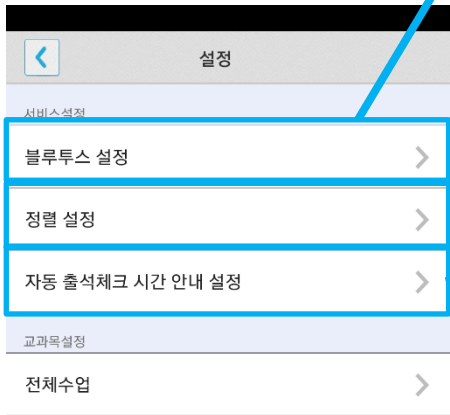 설정
서비스설정
블루투스 설정
정렬 설정
자동 출석체크 시간 안내 설정
교과목설정
전체수업